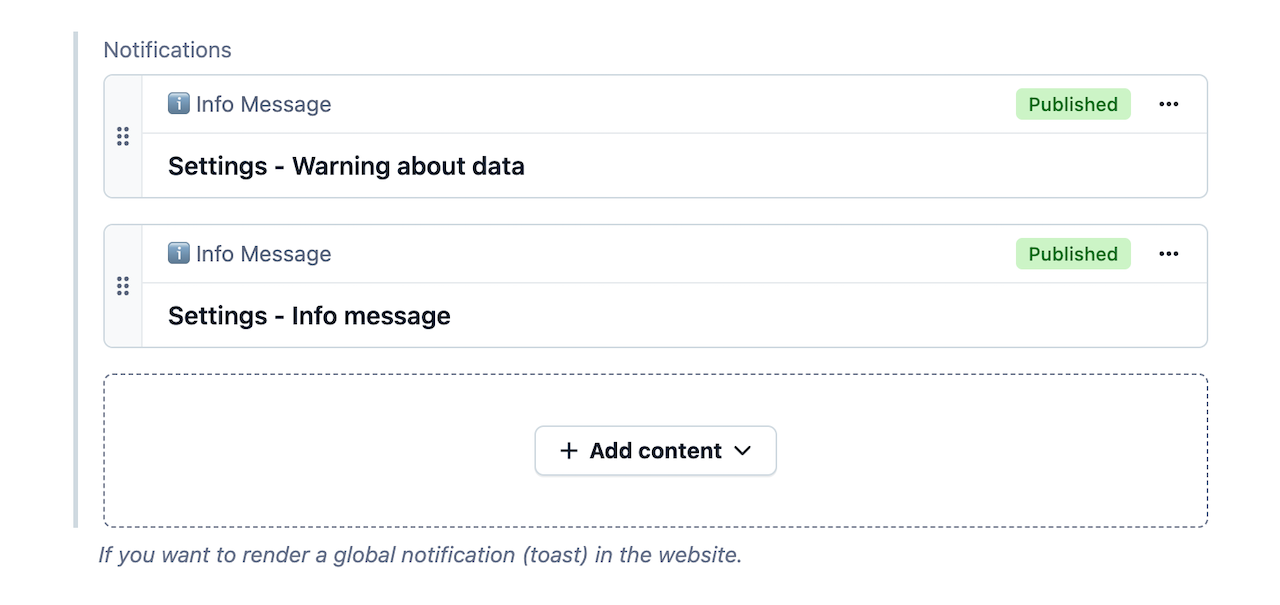 Notifications
ℹ️ Info Message
Published
Settings - Warning about data
ℹ️ Info Message
Published
Settings - Info message
+ Add content
If you want to render a global notification (toast) in the website.